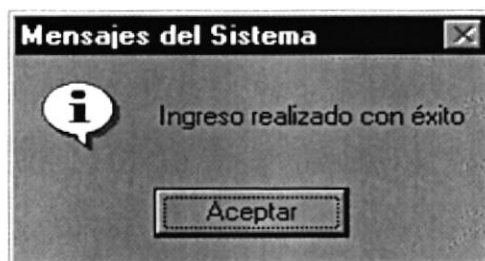 Mensajes del Sistema
Ingreso realizado con éxito
Aceptar